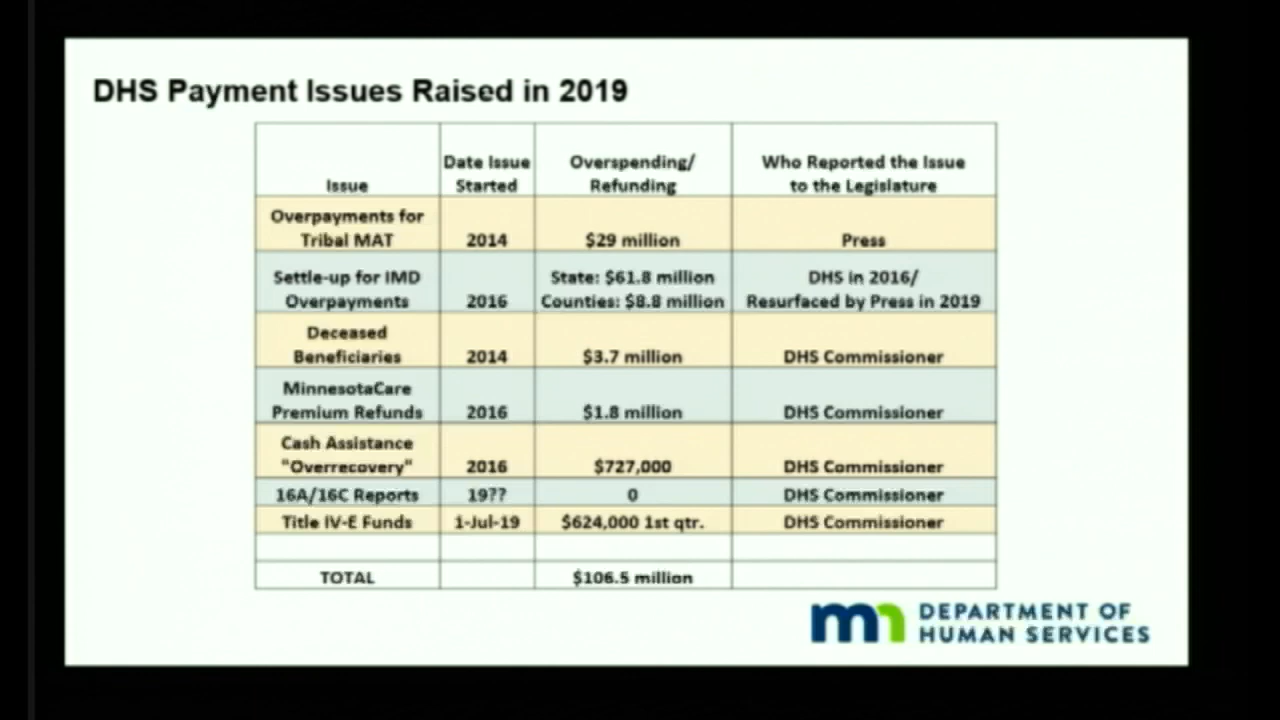 DHS Payment Issues Raised in 2019
Issue
Date Issue
Started
Overspending/
Refunding
Who Reported the Issue
to the Legislature
Overpayments for
Tribal MAT
2014
$29 million
Press
Settle-up for IMD
Overpayments
2016
State: $61.8 million
Counties: $8.8 million
DHS in 2016/
Resurfaced by Press in 2019
Deceased
Beneficiaries
2014
$3.7 million
DHS Commissioner
MinnesotaCare
Premium Refunds
2016
$1.8 million
DHS Commissioner
Cash Assistance
"Overrecovery"
2016
$727,000
DHS Commissioner
16A/16C Reports
19??
0
DHS Commissioner
Title IV-E Funds
1-Jul-19
$624,000 1st qtr.
DHS Commissioner
TOTAL
$106.5 million
mn
DEPARTMENT OF
HUMAN SERVICES